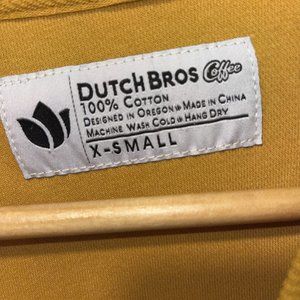 DUTCH BROS Coffee
100% COTTON
DESIGNED IN OREGON • MADE IN CHINA
MACHINE WASH COLD • HANG DRY
X-SMALL